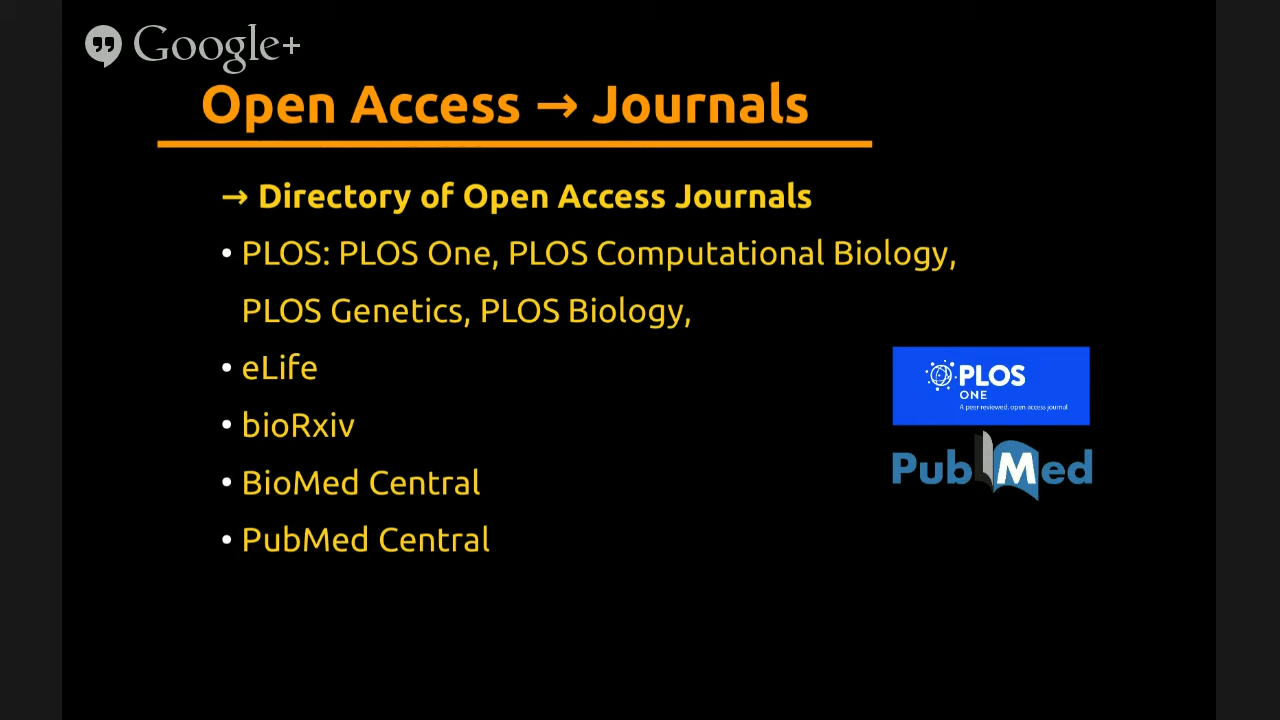 Google+
Open Access → Journals
→ Directory of Open Access Journals
• PLOS: PLOS One, PLOS Computational Biology,
PLOS Genetics, PLOS Biology,
• eLife
• bioRxiv
• BioMed Central
• PubMed Central
PLOS
ONE
A peer reviewed, open access journal
PubMed